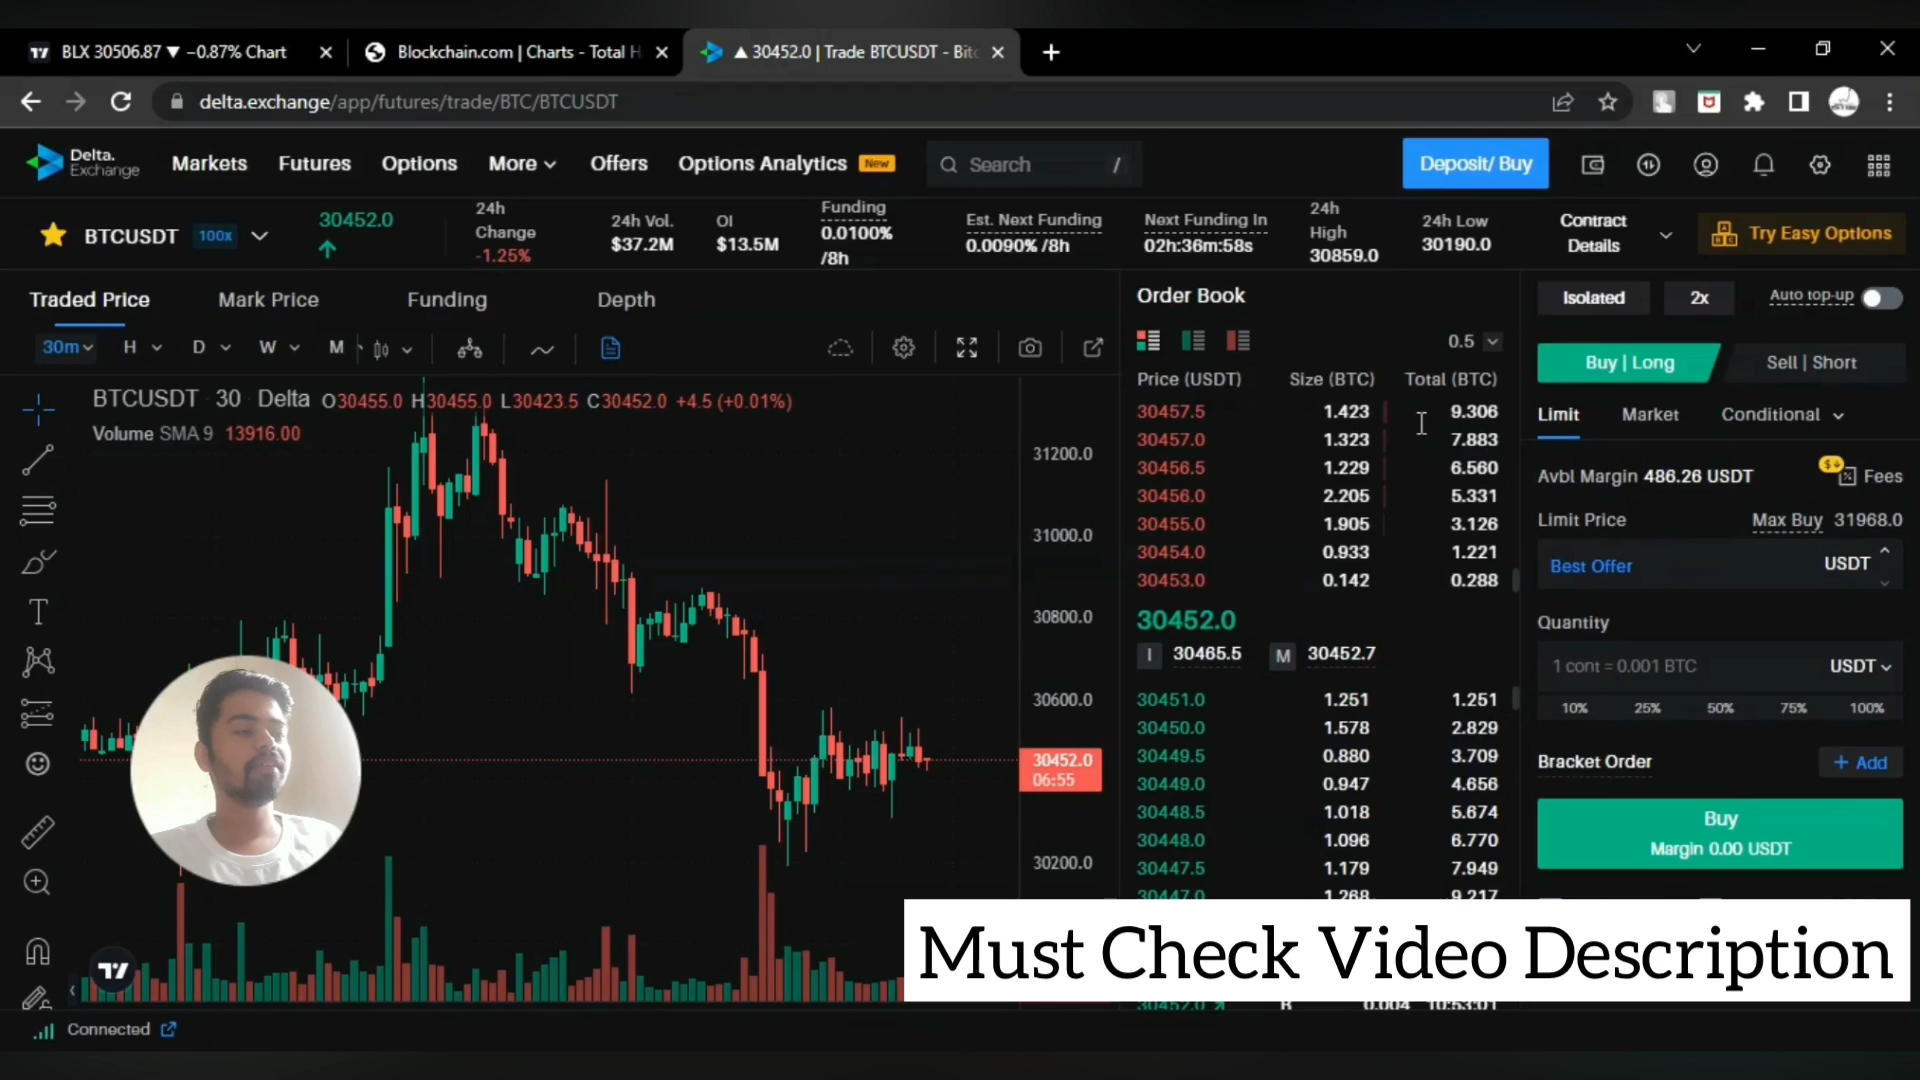 BLX 30506.87 ▼ −0.87% Chart
Blockchain.com | Charts - Total H
▲ 30452.0 | Trade BTCUSDT - Bitc
delta.exchange/app/futures/trade/BTC/BTCUSDT
Delta.
Exchange
Markets
Futures
Options
More
Offers
Options Analytics
New
Search
/
Deposit/ Buy
BTCUSDT
100x
30452.0
24h
Change
-1.25%
24h Vol.
$37.2M
OI
$13.5M
Funding
0.0100%
/8h
Est. Next Funding
0.0090% /8h
Next Funding In
02h:36m:58s
24h
High
30859.0
24h Low
30190.0
Contract
Details
Try Easy Options
Traded Price
Mark Price
Funding
Depth
30m
H
D
W
M
BTCUSDT 30 Delta O30455.0 H30455.0 L30423.5 C30452.0 +4.5 (+0.01%)
Volume SMA 9 13916.00
31200.0
31000.0
30800.0
30600.0
30452.0
06:55
30200.0
Connected
Order Book
0.5
Price (USDT) Size (BTC) Total (BTC)
30457.5 1.423 9.306
30457.0 1.323 7.883
30456.5 1.229 6.560
30456.0 2.205 5.331
30455.0 1.905 3.126
30454.0 0.933 1.221
30453.0 0.142 0.288
30452.0
I 30465.5 M 30452.7
30451.0 1.251 1.251
30450.0 1.578 2.829
30449.5 0.880 3.709
30449.0 0.947 4.656
30448.5 1.018 5.674
30448.0 1.096 6.770
30447.5 1.179 7.949
30447.0 1.268 9.217
30452.0 B 0.004 10:53:01
Isolated
2x
Auto top-up
Buy | Long
Sell | Short
Limit
Market
Conditional
Avbl Margin 486.26 USDT
Fees
Limit Price
Max Buy 31968.0
Best Offer
USDT
Quantity
1 cont = 0.001 BTC
USDT
10% 25% 50% 75% 100%
Bracket Order
+ Add
Buy
Margin 0.00 USDT
Must Check Video Description